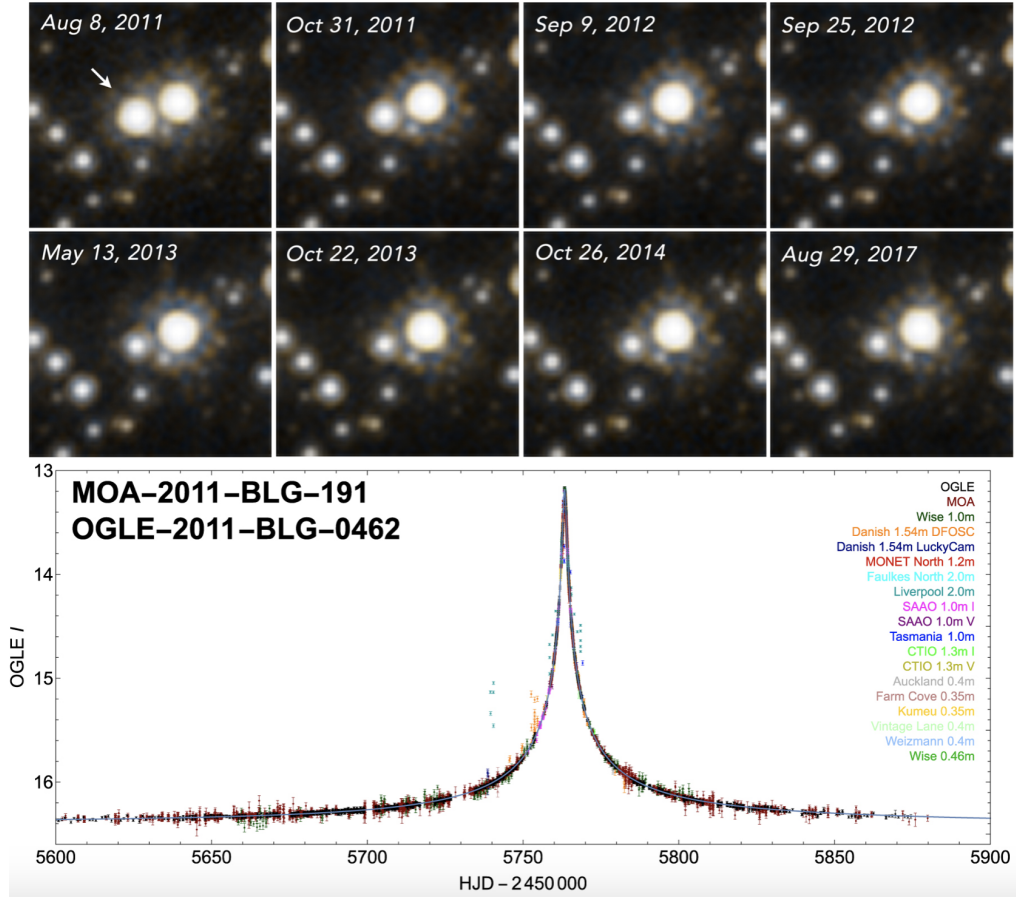 Aug 8, 2011
Oct 31, 2011
Sep 9, 2012
Sep 25, 2012
May 13, 2013
Oct 22, 2013
Oct 26, 2014
Aug 29, 2017
MOA−2011−BLG−191
OGLE−2011−BLG−0462
OGLE
MOA
Wise 1.0m
Danish 1.54m DFOSC
Danish 1.54m LuckyCam
MONET North 1.2m
Faulkes North 2.0m
Liverpool 2.0m
SAAO 1.0m I
SAAO 1.0m V
Tasmania 1.0m
CTIO 1.3m I
CTIO 1.3m V
Auckland 0.4m
Farm Cove 0.35m
Kumeu 0.35m
Vintage Lane 0.4m
Weizmann 0.4m
Wise 0.46m
OGLE I
13
14
15
16
5600 5650 5700 5750 5800 5850 5900
HJD − 2 450 000